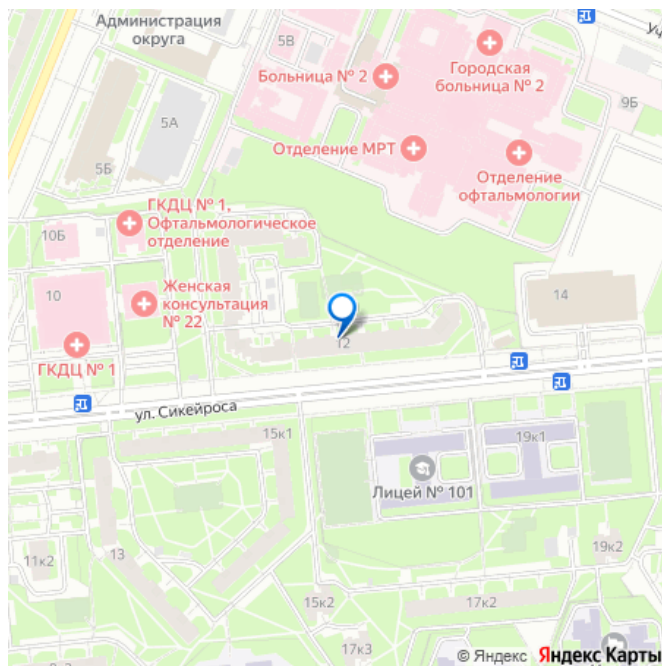 Администрация
округа
5В
Больница № 2
Городская
больница № 2
9Б
5А
5Б
Отделение МРТ
Отделение
офтальмологии
ГКДЦ № 1,
Офтальмологическое
отделение
10Б
10
Женская
консультация
№ 22
14
12
ГКДЦ № 1
ул. Сикейроса
15к1
19к1
Лицей № 101
13
11к2
19к2
15к2
17к2
17к3
© Яндекс Яндекс Карты